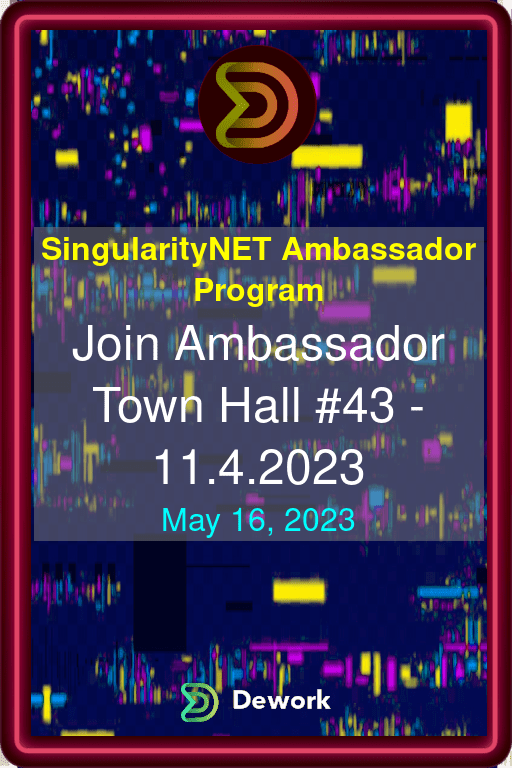 SingularityNET Ambassador
Program
Join Ambassador
Town Hall #43 -
11.4.2023
May 16, 2023
Dework